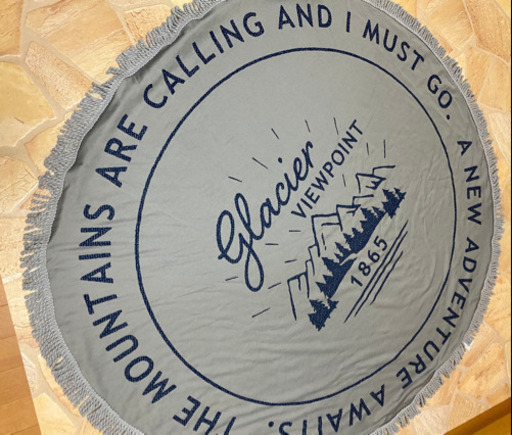 THE MOUNTAINS ARE CALLING AND I MUST GO. A NEW ADVENTURE AWAITS.
Glacier
VIEWPOINT
1865